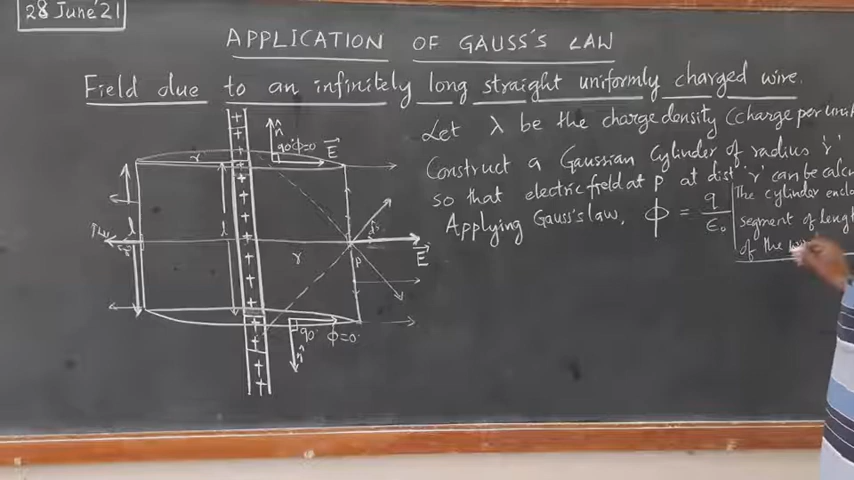 28 June'21
APPLICATION OF GAUSS'S LAW
Field due to an infinitely long straight uniformly charged wire.
Let λ be the charge density (charge per unit
Construct a Gaussian Cylinder of radius 'r'
so that electric field at P at dist 'r' can be calcu
Applying Gauss's law, ϕ = q/ε₀
The cylinder enclo
segment of length
of the
n̂
90° ϕ=0
E⃗
r
l
l
r
P
E⃗
90°
ϕ=0
n̂